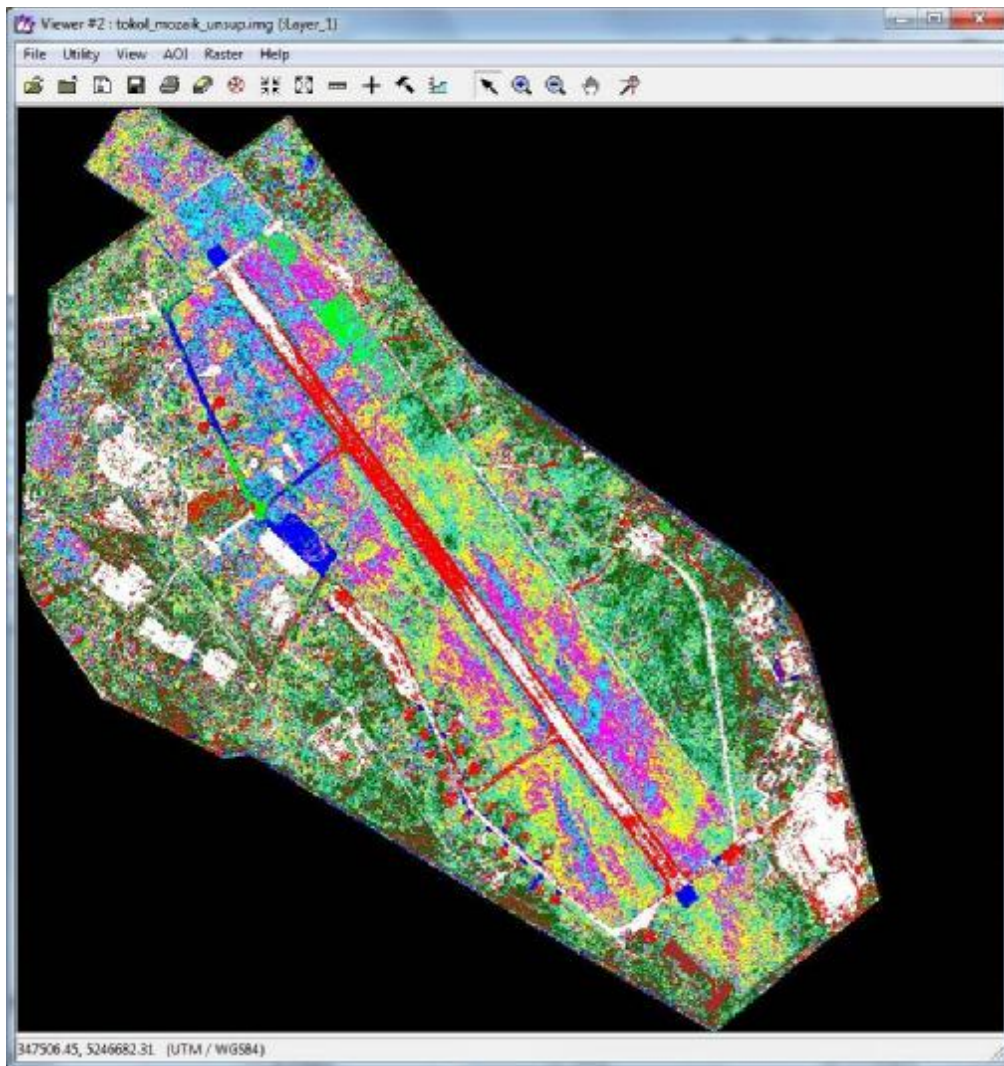 Viewer #2 : tokol_mozaik_unsup.img (:Layer_1)
File Utility View AOI Raster Help
347506.45, 5246682.31 (UTM / WGS84)